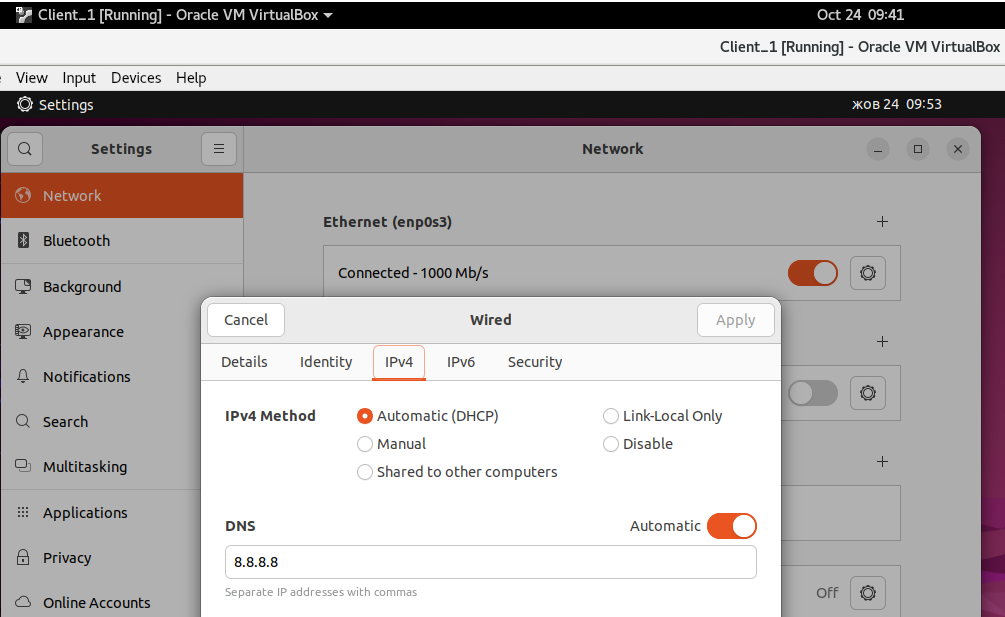 Client_1 [Running] - Oracle VM VirtualBox
Oct 24 09:41
Client_1 [Running] - Oracle VM VirtualBox
View Input Devices Help
Settings
жов 24 09:53
Settings
Network
Network
Bluetooth
Background
Appearance
Notifications
Search
Multitasking
Applications
Privacy
Online Accounts
Ethernet (enp0s3)
Connected - 1000 Mb/s
Off
Cancel
Wired
Apply
Details
Identity
IPv4
IPv6
Security
IPv4 Method
Automatic (DHCP)
Link-Local Only
Manual
Disable
Shared to other computers
DNS
Automatic
8.8.8.8
Separate IP addresses with commas